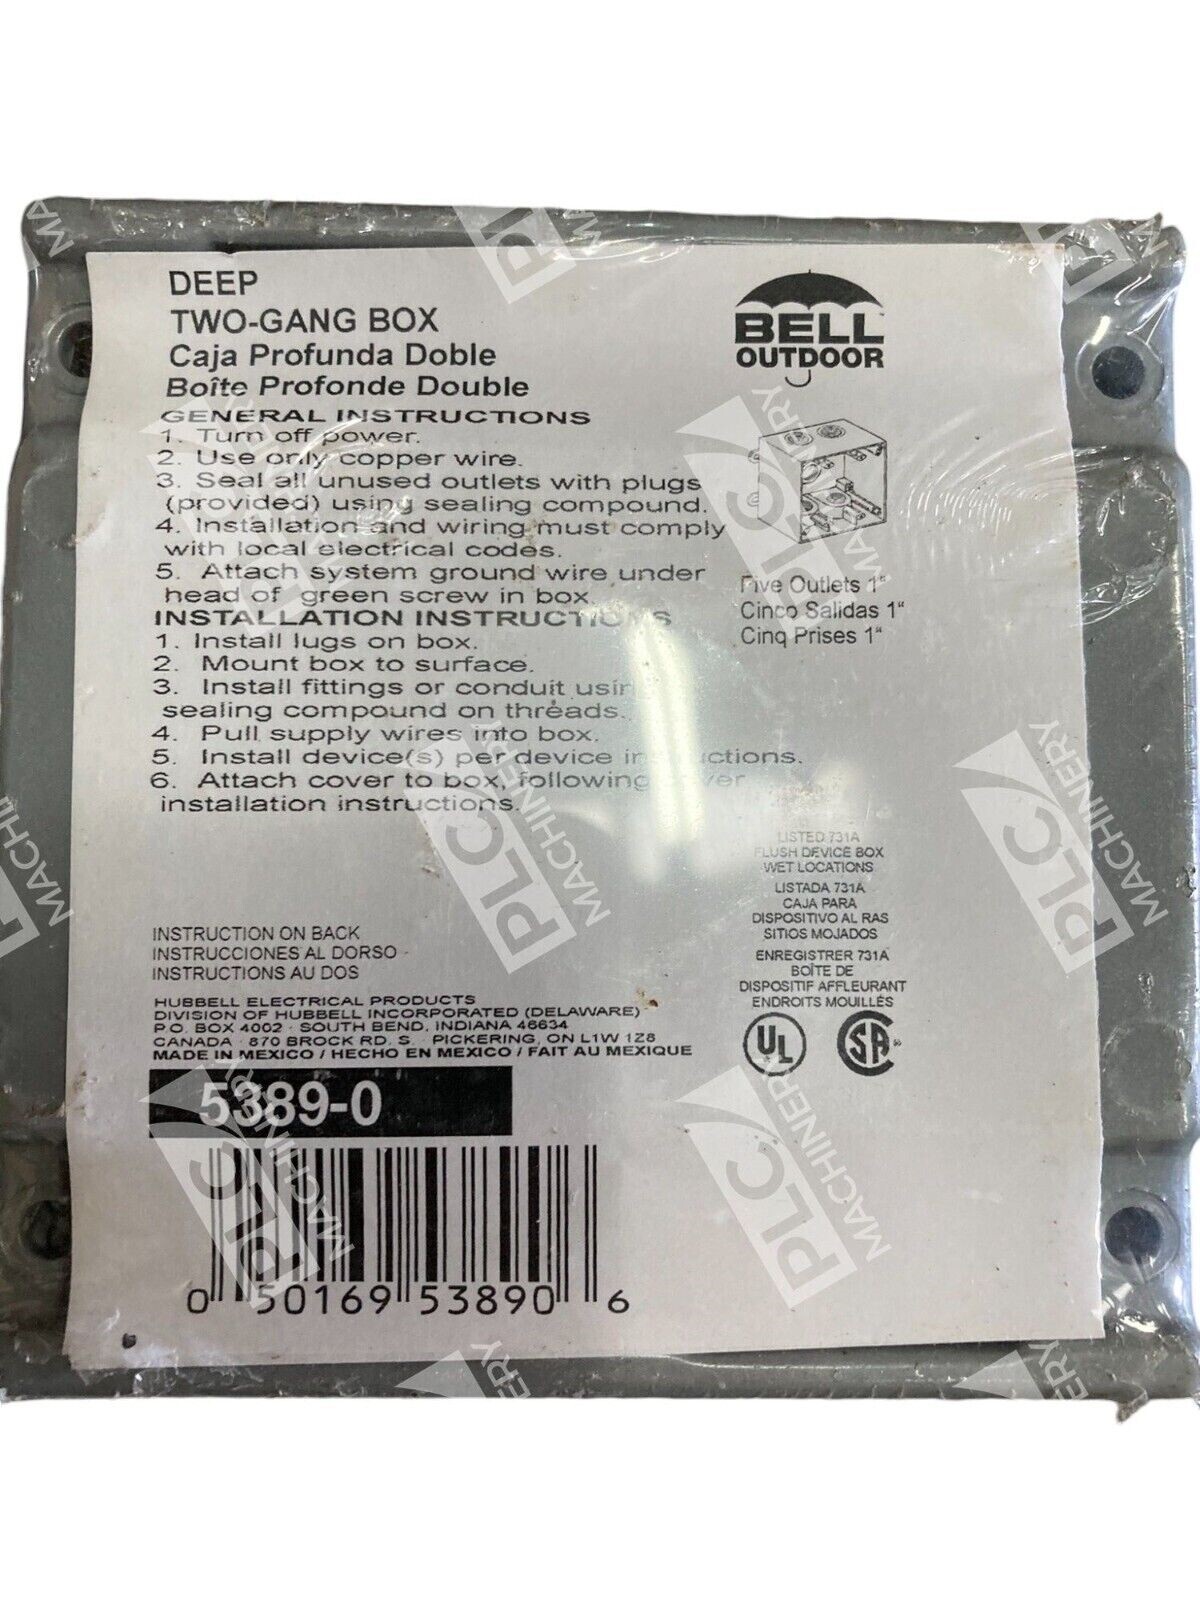 DEEP
TWO-GANG BOX
Caja Profunda Doble
Boîte Profonde Double
GENERAL INSTRUCTIONS
1. Turn off power.
2. Use only copper wire.
3. Seal all unused outlets with plugs
(provided) using sealing compound.
4. Installation and wiring must comply
with local electrical codes.
5. Attach system ground wire under
head of green screw in box.
INSTALLATION INSTRUCTIONS
1. Install lugs on box.
2. Mount box to surface.
3. Install fittings or conduit using
sealing compound on threads.
4. Pull supply wires into box.
5. Install device(s) per device instructions.
6. Attach cover to box, following cover
installation instructions.
BELL
OUTDOOR
Five Outlets 1"
Cinco Salidas 1"
Cinq Prises 1"
LISTED 731A
FLUSH DEVICE BOX
WET LOCATIONS
LISTADA 731A
CAJA PARA
DISPOSITIVO AL RAS
SITIOS MOJADOS
ENREGISTRER 731A
BOÎTE DE
DISPOSITIF AFFLEURANT
ENDROITS MOUILLÉS
UL
SA
INSTRUCTION ON BACK
INSTRUCCIONES AL DORSO
INSTRUCTIONS AU DOS
HUBBELL ELECTRICAL PRODUCTS
DIVISION OF HUBBELL INCORPORATED (DELAWARE)
P.O. BOX 4002 · SOUTH BEND, INDIANA 46634
CANADA · 870 BROCK RD. S · PICKERING, ON L1W 1Z8
MADE IN MEXICO / HECHO EN MEXICO / FAIT AU MEXIQUE
5389-0
0 50169 53890 6
PLC MACHINERY
PLC MACHINERY
PLC MACHINERY
PLC MACHINERY
PLC MACHINERY